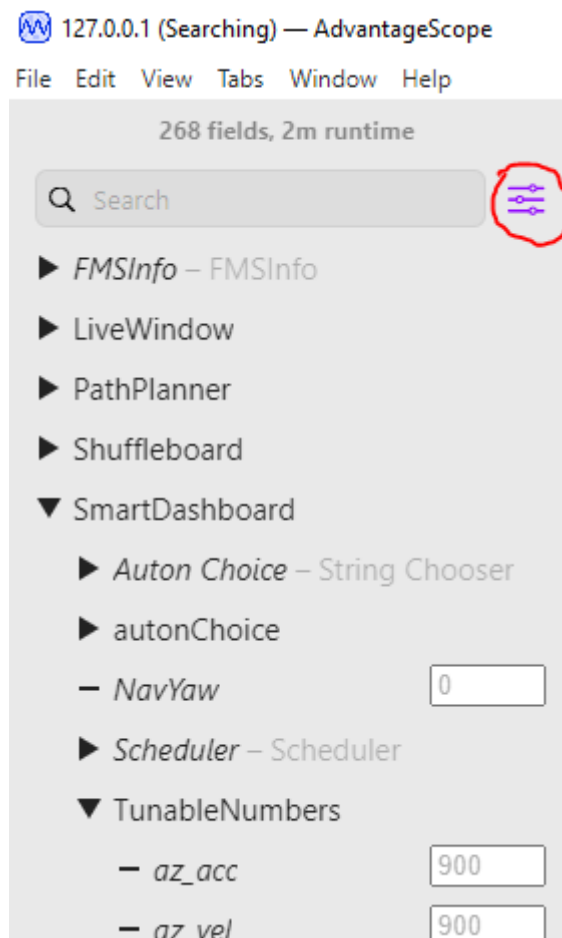 127.0.0.1 (Searching) — AdvantageScope
File Edit View Tabs Window Help
268 fields, 2m runtime
Search
FMSInfo – FMSInfo
LiveWindow
PathPlanner
Shuffleboard
SmartDashboard
Auton Choice – String Chooser
autonChoice
NavYaw 0
Scheduler – Scheduler
TunableNumbers
az_acc 900
az_vel 900